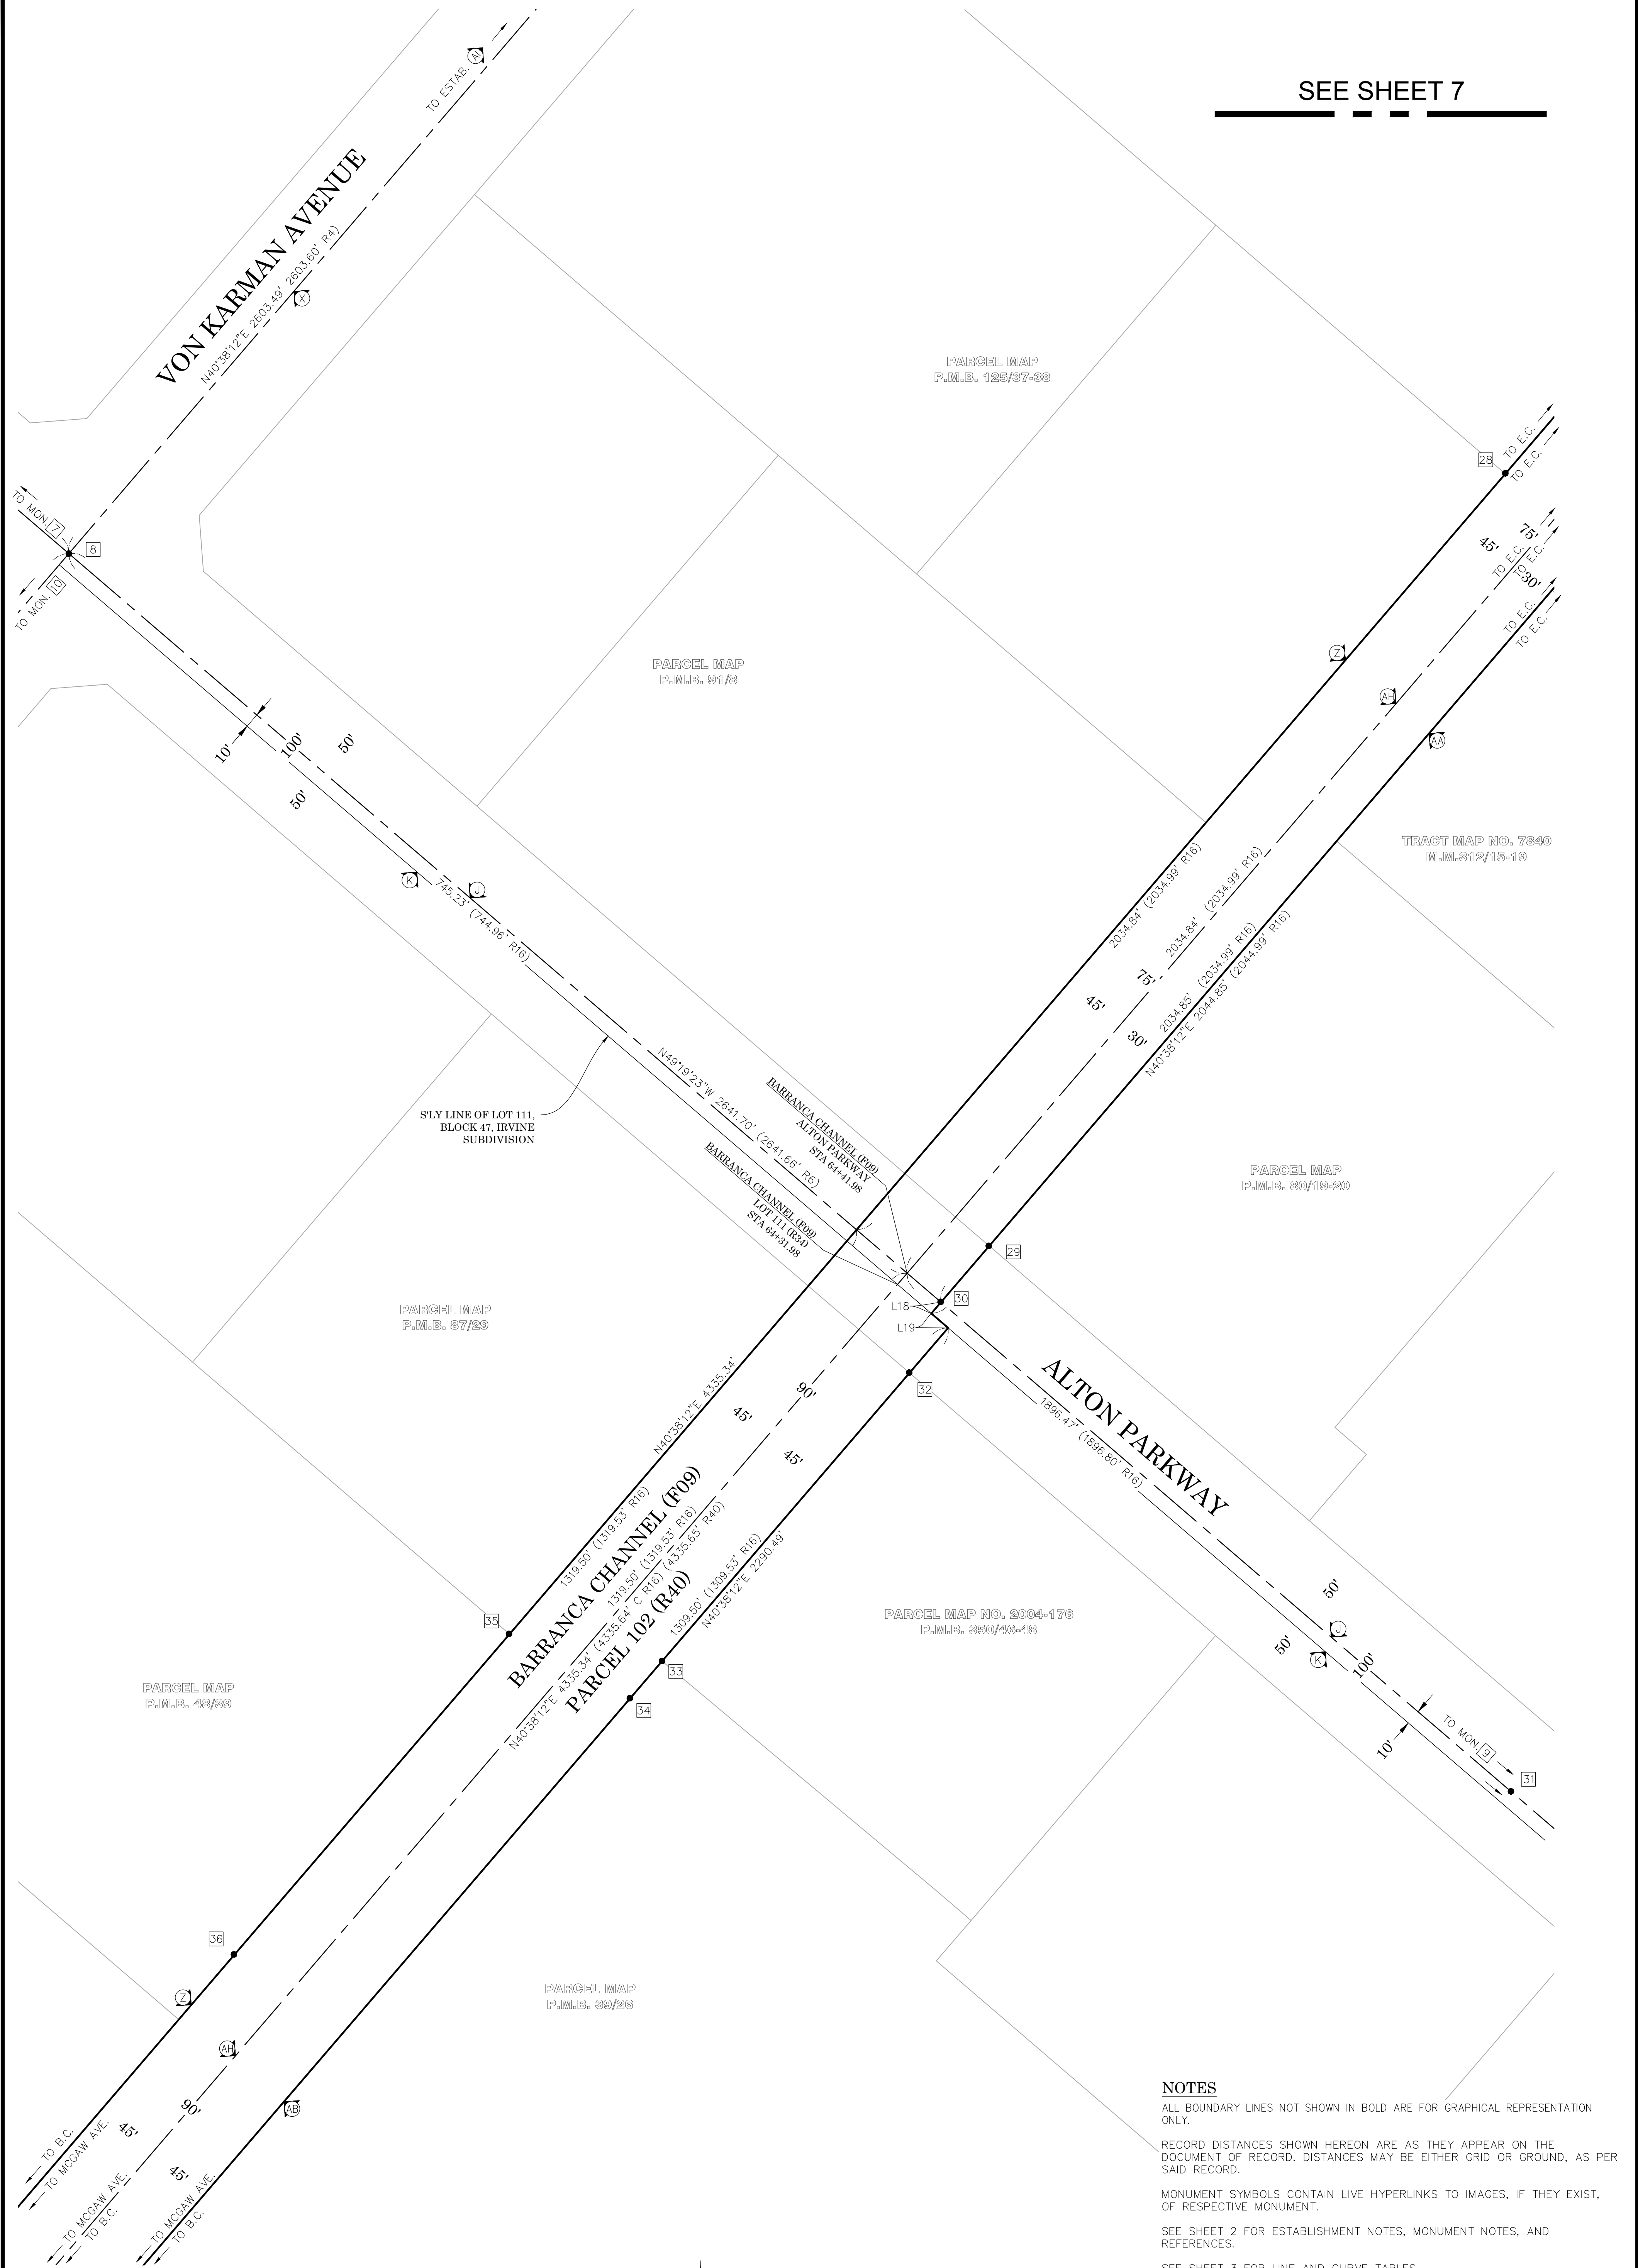 SEE SHEET 7
TO ESTAB. AI
VON KARMAN AVENUE
N40°38'12"E 2603.49' 2603.60' R4)
X
PARCEL MAP
P.M.B. 125/37-38
28
TO E.C.
TO E.C.
TO MON. 7
8
TO MON. 10
45'
75'
30'
TO E.C.
TO E.C.
TO E.C.
TO E.C.
Z
AH
AA
PARCEL MAP
P.M.B. 91/8
10'
100'
50'
50'
TRACT MAP NO. 7840
M.M.312/15-19
K
J
745.23' (744.96' R16)
2034.84' (2034.99' R16)
2034.84' (2034.99' R16)
2034.85' (2034.99' R16)
N40°38'12"E 2044.85' (2044.99' R16)
75'
45'
30'
N49°19'23"W 2641.70' (2641.66' R6)
S'LY LINE OF LOT 111,
BLOCK 47, IRVINE
SUBDIVISION
BARRANCA CHANNEL (F09)
ALTON PARKWAY
STA 64+41.98
BARRANCA CHANNEL (F09)
LOT 111 (R34)
STA 64+31.98
PARCEL MAP
P.M.B. 80/19-20
29
30
L18
L19
PARCEL MAP
P.M.B. 87/29
32
ALTON PARKWAY
1896.47' (1896.80' R16)
90'
45'
45'
N40°38'12"E 4335.34'
1319.50' (1319.53' R16)
BARRANCA CHANNEL (F09)
1319.50' (1319.53' R16)
N40°38'12"E 4335.34' (4335.64' C R16) (4335.65' R40)
PARCEL 102 (R40)
1309.50' (1309.53' R16)
N40°38'12"E 2290.49'
PARCEL MAP NO. 2004-176
P.M.B. 350/46-48
50'
J
50'
K
100'
10'
TO MON. 9
31
35
33
34
PARCEL MAP
P.M.B. 48/39
36
Z
AH
AB
PARCEL MAP
P.M.B. 39/26
90'
45'
45'
TO B.C.
TO MCGAW AVE.
TO MCGAW AVE.
TO B.C.
TO MCGAW AVE.
TO B.C.
NOTES
ALL BOUNDARY LINES NOT SHOWN IN BOLD ARE FOR GRAPHICAL REPRESENTATION
ONLY.
RECORD DISTANCES SHOWN HEREON ARE AS THEY APPEAR ON THE
DOCUMENT OF RECORD. DISTANCES MAY BE EITHER GRID OR GROUND, AS PER
SAID RECORD.
MONUMENT SYMBOLS CONTAIN LIVE HYPERLINKS TO IMAGES, IF THEY EXIST,
OF RESPECTIVE MONUMENT.
SEE SHEET 2 FOR ESTABLISHMENT NOTES, MONUMENT NOTES, AND
REFERENCES.
SEE SHEET 3 FOR LINE AND CURVE TABLES